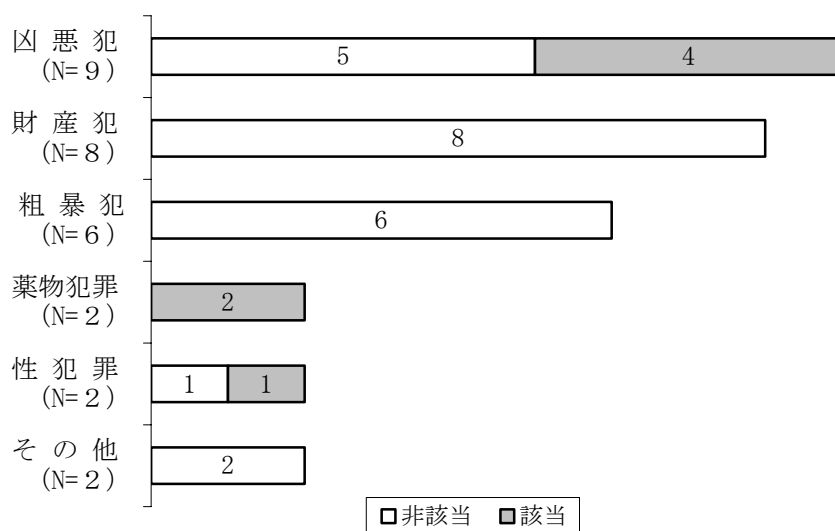 凶 悪 犯
(N=９)
5
4
財 産 犯
(N=８)
8
粗 暴 犯
(N=６)
6
薬物犯罪
(N=２)
2
性 犯 罪
(N=２)
1
1
そ の 他
(N=２)
2
非該当 該当